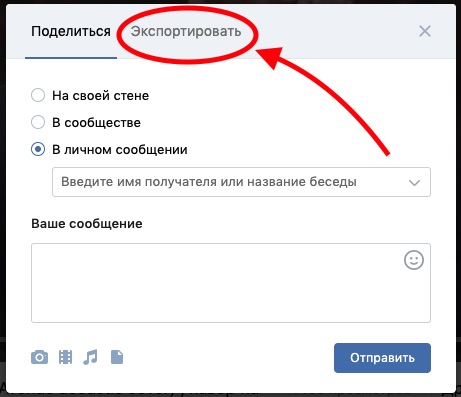 Поделиться Экспортировать
На своей стене
В сообществе
В личном сообщении
Введите имя получателя или название беседы
Ваше сообщение
Отправить